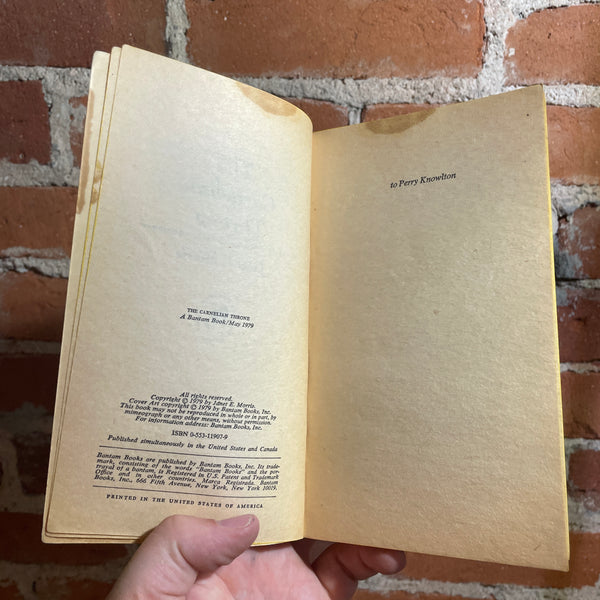 THE CARNELIAN THRONE
A Bantam Book/May 1979
All rights reserved.
Copyright © 1979 by Janet E. Morris.
Cover Art copyright © 1979 by Bantam Books, Inc.
This book may not be reproduced in whole or in part, by
mimeograph or any other means, without permission.
For information address: Bantam Books, Inc.
ISBN 0-553-11907-9
Published simultaneously in the United States and Canada
Bantam Books are published by Bantam Books, Inc. Its trade-
mark, consisting of the words "Bantam Books" and the por-
trayal of a bantam, is Registered in U.S. Patent and Trademark
Office and in other countries. Marca Registrada. Bantam
Books, Inc., 666 Fifth Avenue, New York, New York 10019.
PRINTED IN THE UNITED STATES OF AMERICA
to Perry Knowlton